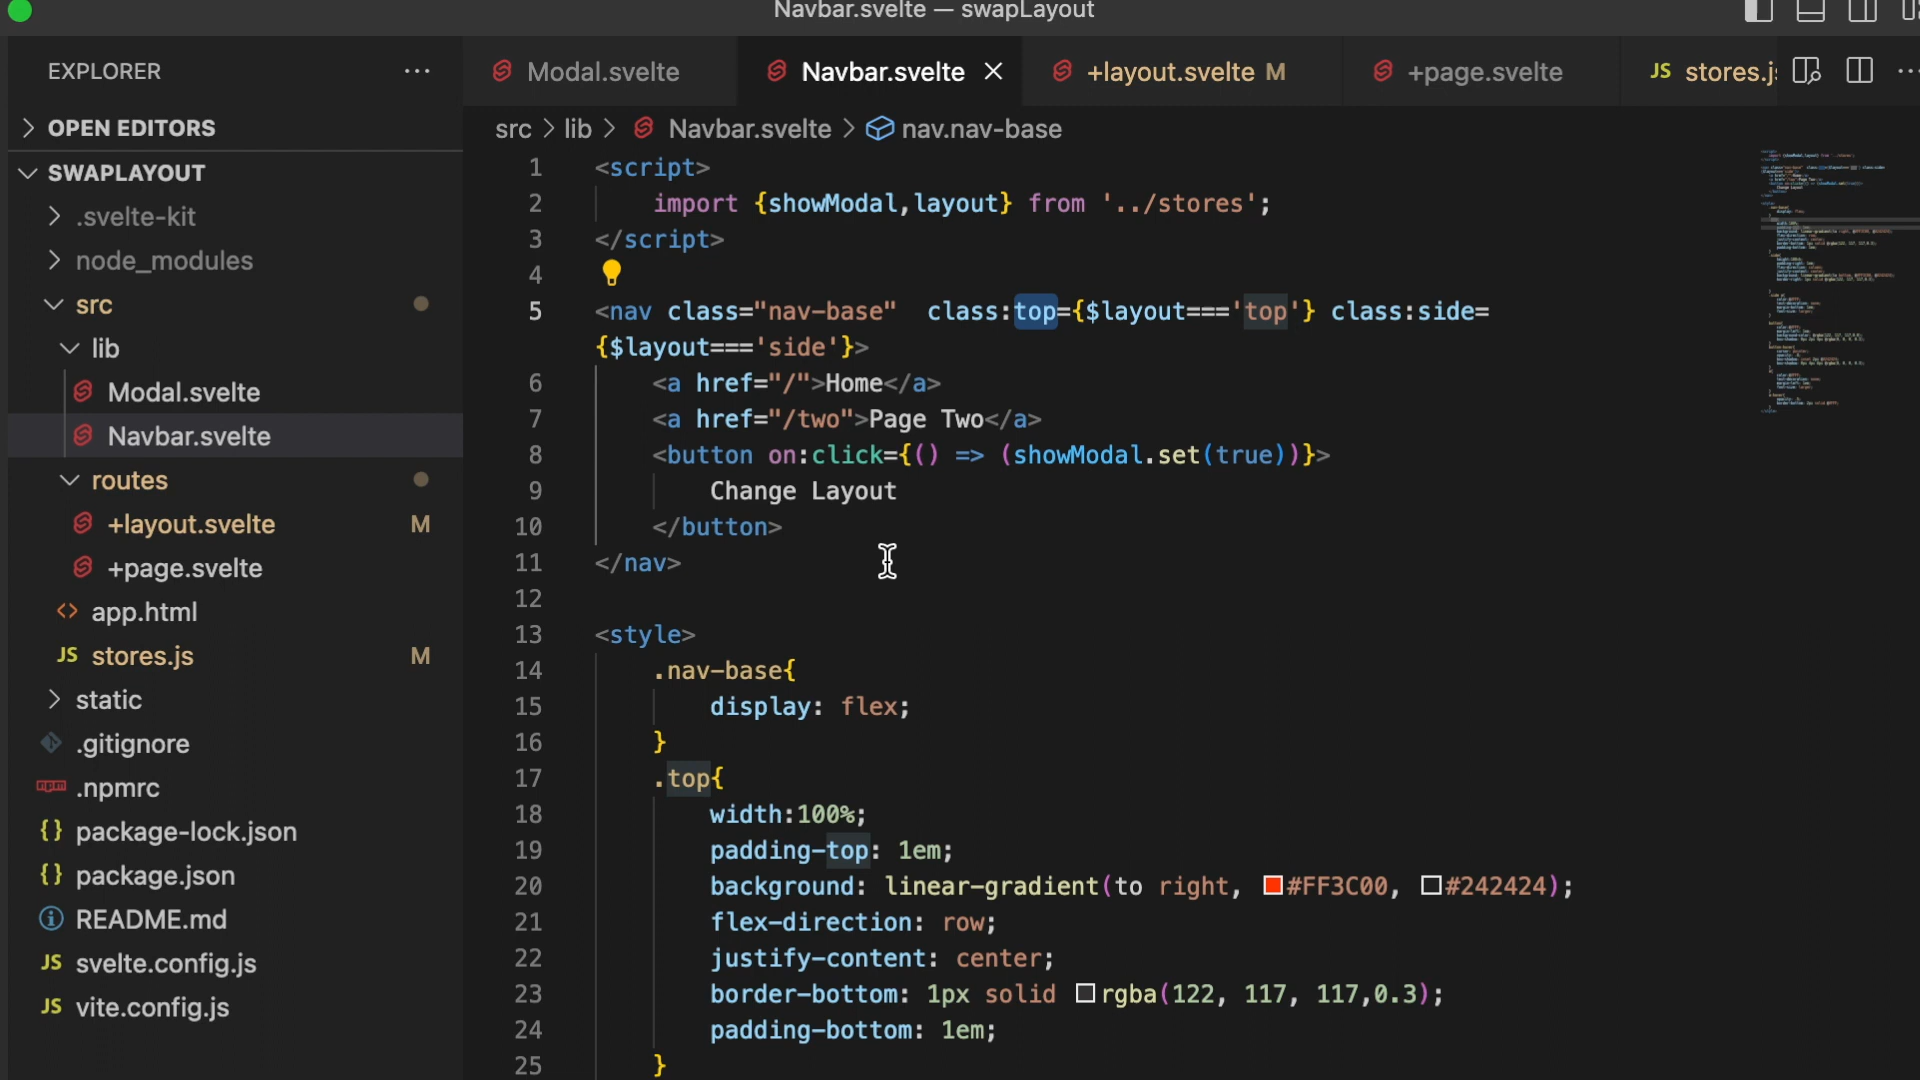 Navbar.svelte — swapLayout
EXPLORER
Modal.svelte
Navbar.svelte
+layout.svelte M
+page.svelte
JS stores.j
OPEN EDITORS
src > lib > Navbar.svelte > nav.nav-base
SWAPLAYOUT
.svelte-kit
node_modules
src
lib
Modal.svelte
Navbar.svelte
routes
+layout.svelte M
+page.svelte
<> app.html
JS stores.js M
static
.gitignore
.npmrc
{} package-lock.json
{} package.json
README.md
JS svelte.config.js
JS vite.config.js
1 <script>
2 import {showModal,layout} from '../stores';
3 </script>
4
5 <nav class="nav-base"  class:top={$layout==='top'} class:side=
{$layout==='side'}>
6 <a href="/">Home</a>
7 <a href="/two">Page Two</a>
8 <button on:click={() => (showModal.set(true))}>
9 Change Layout
10 </button>
11 </nav>
12
13 <style>
14 .nav-base{
15 display: flex;
16 }
17 .top{
18 width:100%;
19 padding-top: 1em;
20 background: linear-gradient(to right, #FF3C00, #242424);
21 flex-direction: row;
22 justify-content: center;
23 border-bottom: 1px solid rgba(122, 117, 117,0.3);
24 padding-bottom: 1em;
25 }